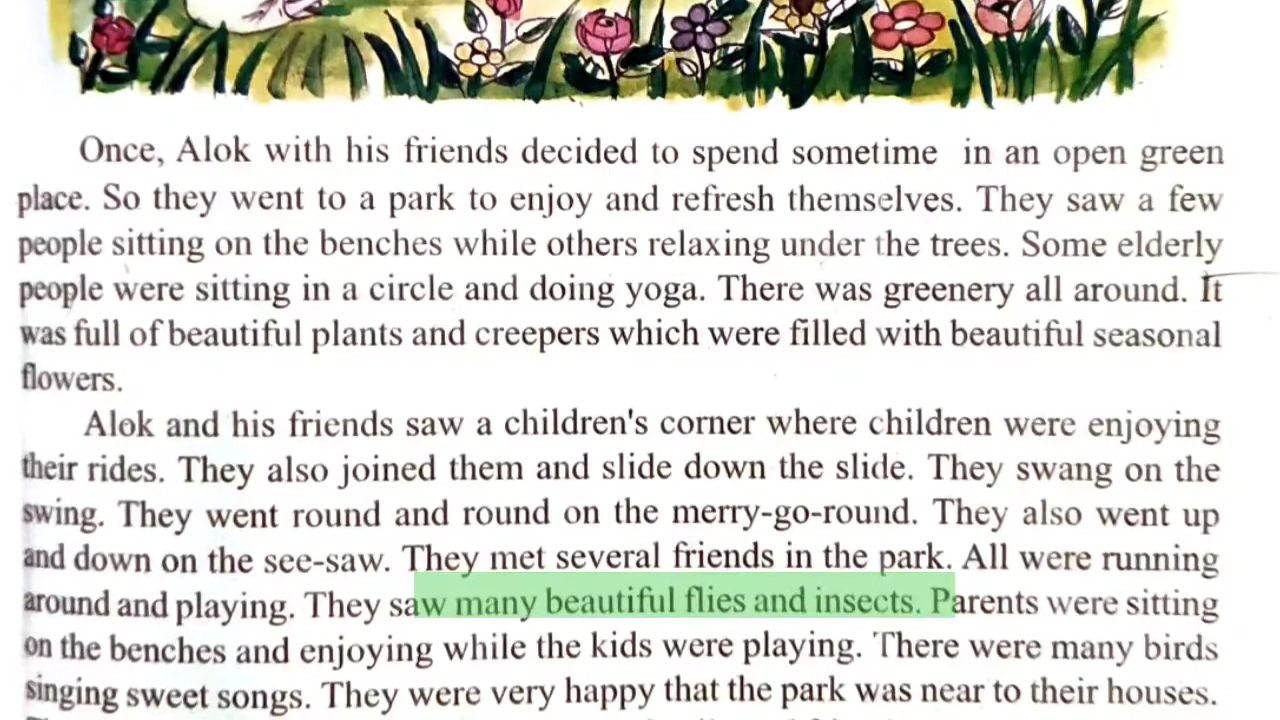 Once, Alok with his friends decided to spend sometime in an open green
place. So they went to a park to enjoy and refresh themselves. They saw a few
people sitting on the benches while others relaxing under the trees. Some elderly
people were sitting in a circle and doing yoga. There was greenery all around. It
was full of beautiful plants and creepers which were filled with beautiful seasonal
flowers.
Alok and his friends saw a children's corner where children were enjoying
their rides. They also joined them and slide down the slide. They swang on the
swing. They went round and round on the merry-go-round. They also went up
and down on the see-saw. They met several friends in the park. All were running
around and playing. They saw many beautiful flies and insects. Parents were sitting
on the benches and enjoying while the kids were playing. There were many birds
singing sweet songs. They were very happy that the park was near to their houses.